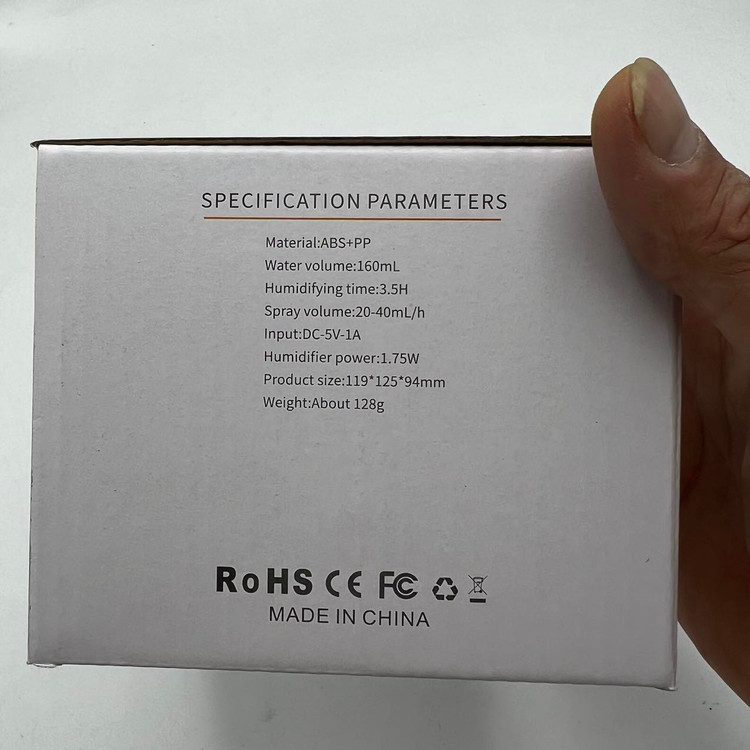 SPECIFICATION PARAMETERS
Material:ABS+PP
Water volume:160mL
Humidifying time:3.5H
Spray volume:20-40mL/h
Input:DC-5V-1A
Humidifier power:1.75W
Product size:119*125*94mm
Weight:About 128g
RoHS CE FC
MADE IN CHINA